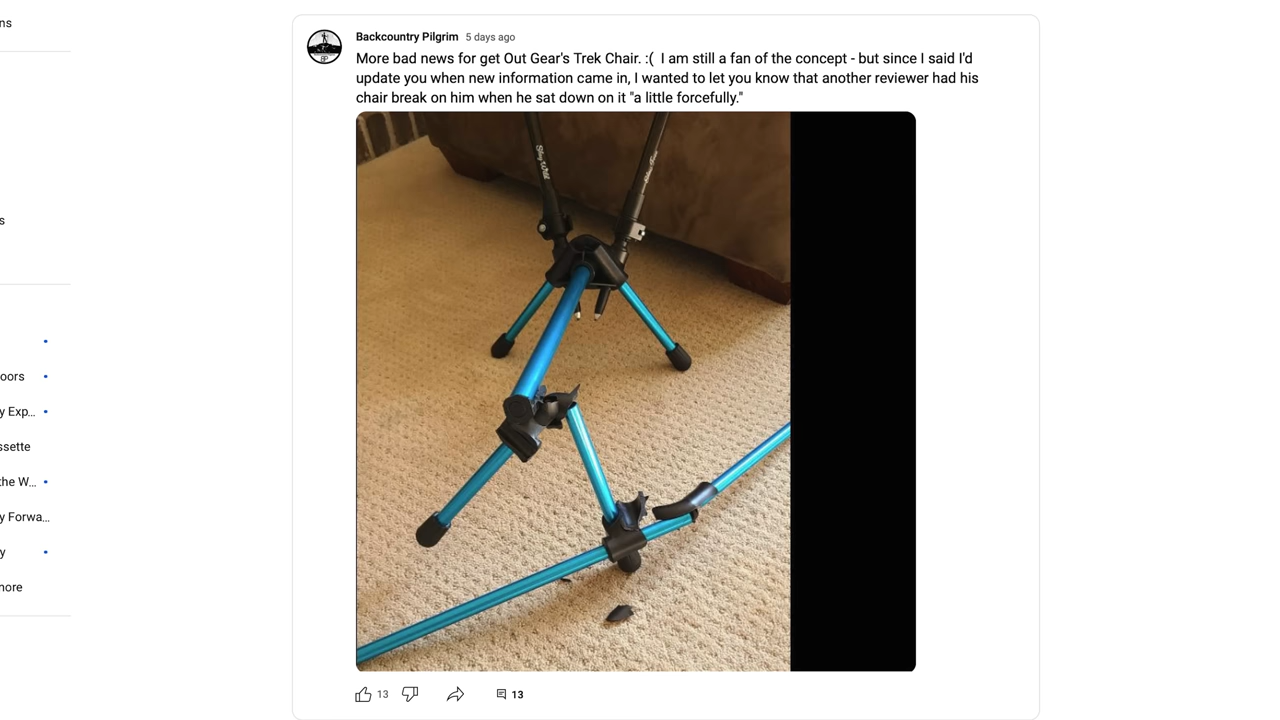 ns
Backcountry Pilgrim 5 days ago
More bad news for get Out Gear's Trek Chair. :( I am still a fan of the concept - but since I said I'd
update you when new information came in, I wanted to let you know that another reviewer had his
chair break on him when he sat down on it "a little forcefully."
s
oors
y Exp...
ssette
the W...
y Forwa...
y
more
13
13